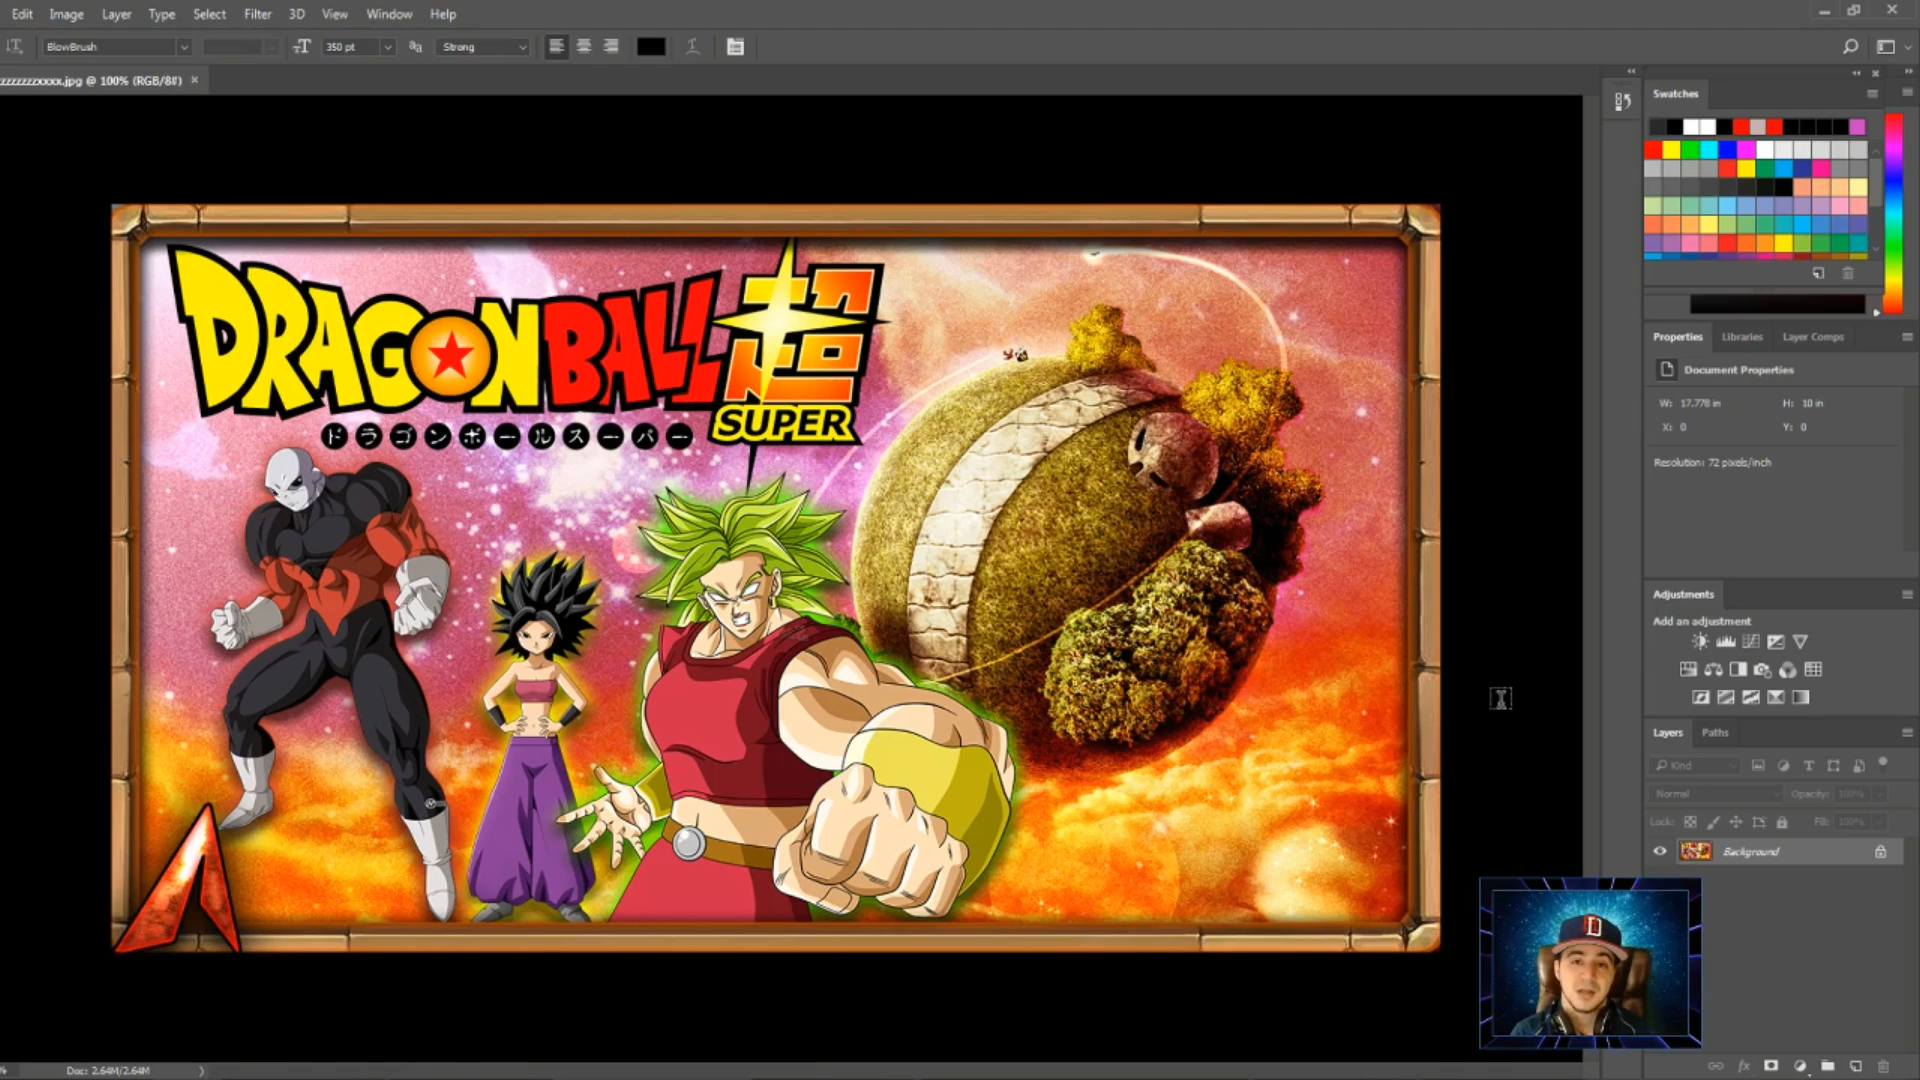 Edit Image Layer Type Select Filter 3D View Window Help
BlowBrush 350 pt aa Strong
zzzzzzzzxxxx.jpg @ 100% (RGB/8#) ×
Swatches
DRAGONBALL超
SUPER
ドラゴンボールスーパー
Properties Libraries Layer Comps
Document Properties
W: 17.778 in H: 10 in
X: 0 Y: 0
Resolution: 72 pixels/inch
Adjustments
Add an adjustment
Layers Paths
Kind
Normal Opacity: 100%
Lock: Fill: 100%
Background
D
Doc: 2.64M/2.64M